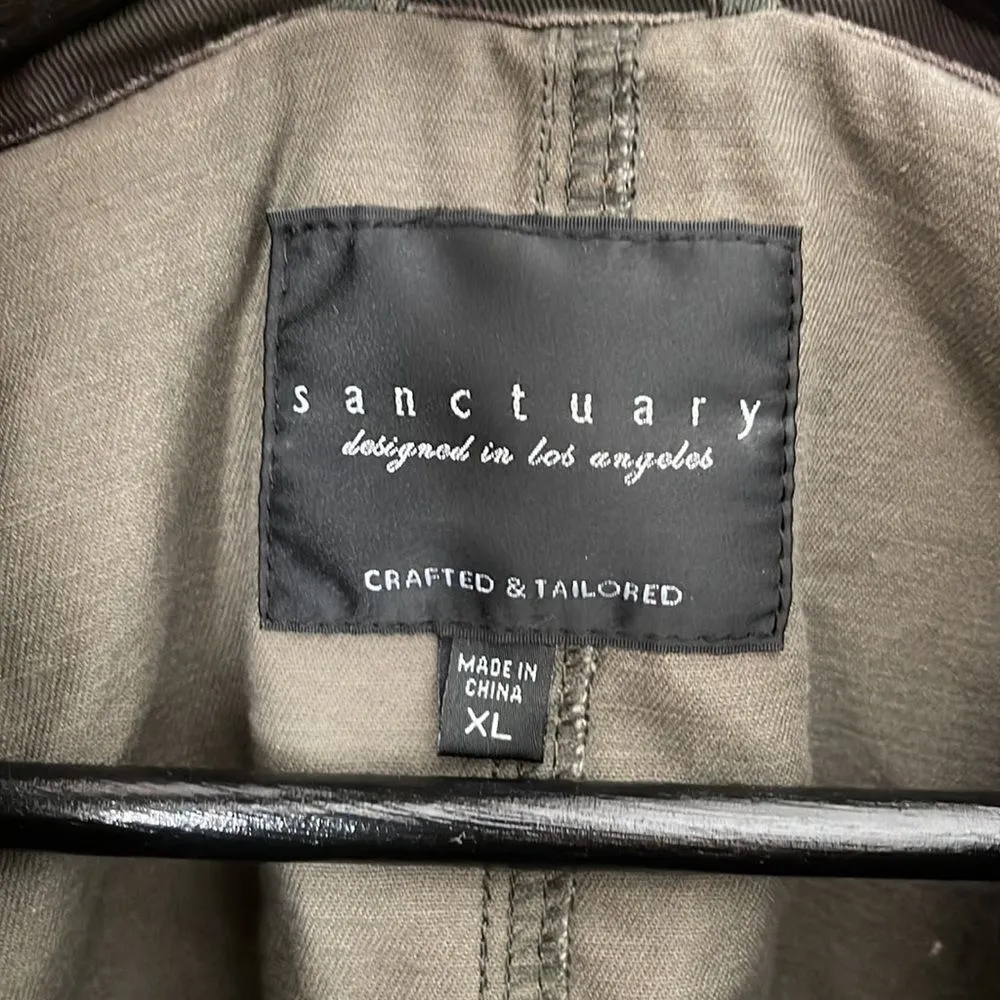 sanctuary
designed in los angeles
CRAFTED & TAILORED
MADE IN
CHINA
XL